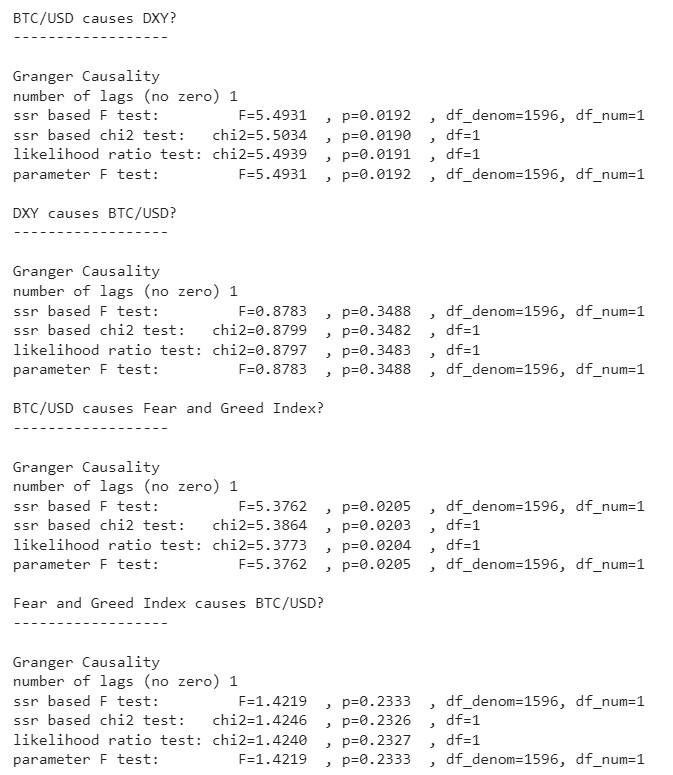 BTC/USD causes DXY?
------------------
Granger Causality
number of lags (no zero) 1
ssr based F test:         F=5.4931  , p=0.0192  , df_denom=1596, df_num=1
ssr based chi2 test:   chi2=5.5034  , p=0.0190  , df=1
likelihood ratio test: chi2=5.4939  , p=0.0191  , df=1
parameter F test:         F=5.4931  , p=0.0192  , df_denom=1596, df_num=1
DXY causes BTC/USD?
------------------
Granger Causality
number of lags (no zero) 1
ssr based F test:         F=0.8783  , p=0.3488  , df_denom=1596, df_num=1
ssr based chi2 test:   chi2=0.8799  , p=0.3482  , df=1
likelihood ratio test: chi2=0.8797  , p=0.3483  , df=1
parameter F test:         F=0.8783  , p=0.3488  , df_denom=1596, df_num=1
BTC/USD causes Fear and Greed Index?
------------------
Granger Causality
number of lags (no zero) 1
ssr based F test:         F=5.3762  , p=0.0205  , df_denom=1596, df_num=1
ssr based chi2 test:   chi2=5.3864  , p=0.0203  , df=1
likelihood ratio test: chi2=5.3773  , p=0.0204  , df=1
parameter F test:         F=5.3762  , p=0.0205  , df_denom=1596, df_num=1
Fear and Greed Index causes BTC/USD?
------------------
Granger Causality
number of lags (no zero) 1
ssr based F test:         F=1.4219  , p=0.2333  , df_denom=1596, df_num=1
ssr based chi2 test:   chi2=1.4246  , p=0.2326  , df=1
likelihood ratio test: chi2=1.4240  , p=0.2327  , df=1
parameter F test:         F=1.4219  , p=0.2333  , df_denom=1596, df_num=1